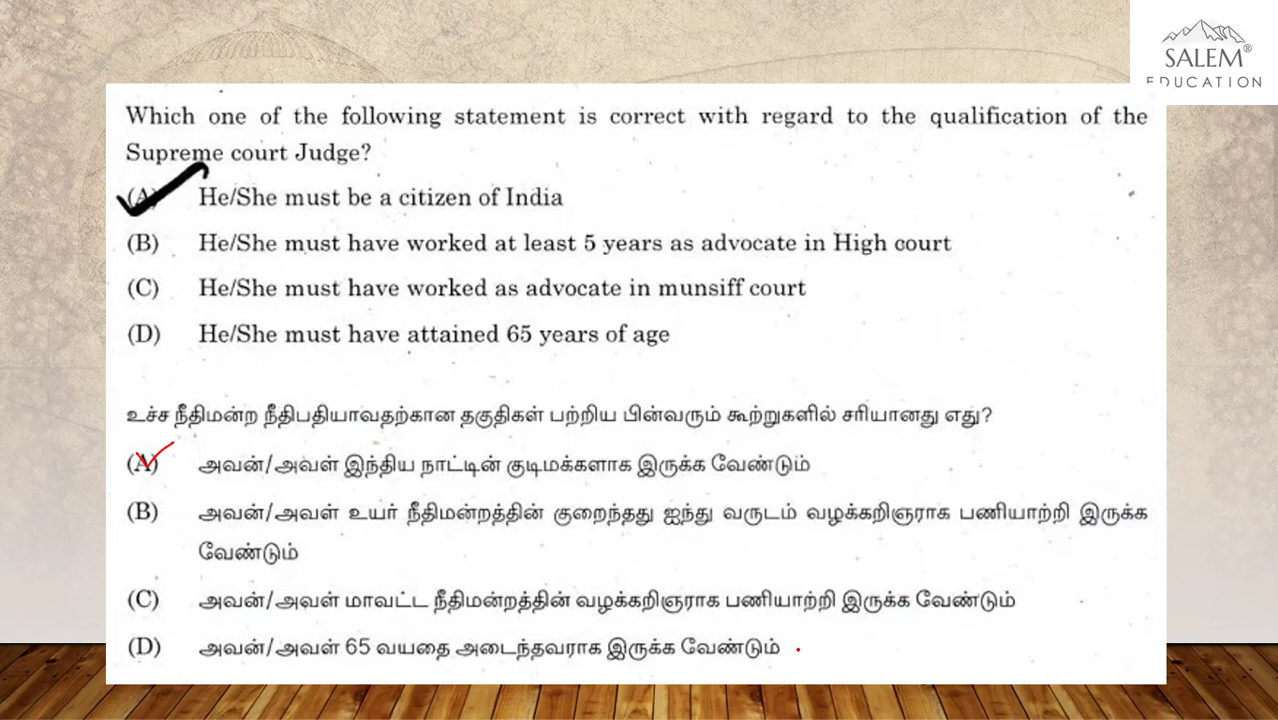 SALEM®
EDUCATION
Which one of the following statement is correct with regard to the qualification of the
Supreme court Judge?
(A) He/She must be a citizen of India
(B) He/She must have worked at least 5 years as advocate in High court
(C) He/She must have worked as advocate in munsiff court
(D) He/She must have attained 65 years of age
உச்ச நீதிமன்ற நீதிபதியாவதற்கான தகுதிகள் பற்றிய பின்வரும் கூற்றுகளில் சரியானது எது?
(A) அவன்/அவள் இந்திய நாட்டின் குடிமக்களாக இருக்க வேண்டும்
(B) அவன்/அவள் உயர் நீதிமன்றத்தின் குறைந்தது ஐந்து வருடம் வழக்கறிஞராக பணியாற்றி இருக்க
வேண்டும்
(C) அவன்/அவள் மாவட்ட நீதிமன்றத்தின் வழக்கறிஞராக பணியாற்றி இருக்க வேண்டும்
(D) அவன்/அவள் 65 வயதை அடைந்தவராக இருக்க வேண்டும்